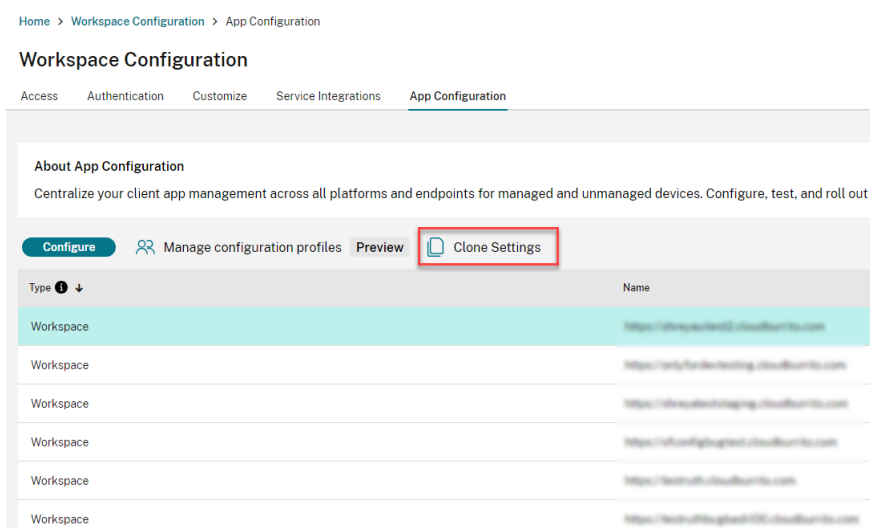 Home > Workspace Configuration > App Configuration
Workspace Configuration
Access Authentication Customize Service Integrations App Configuration
About App Configuration
Centralize your client app management across all platforms and endpoints for managed and unmanaged devices. Configure, test, and roll out
Configure Manage configuration profiles Preview Clone Settings
Type Name
Workspace
Workspace
Workspace
Workspace
Workspace
Workspace